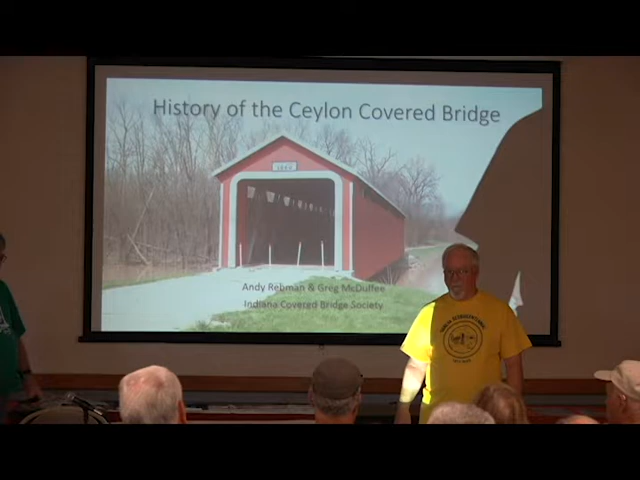 History of the Ceylon Covered Bridge
Andy Rebman & Greg McDuffee
Indiana Covered Bridge Society